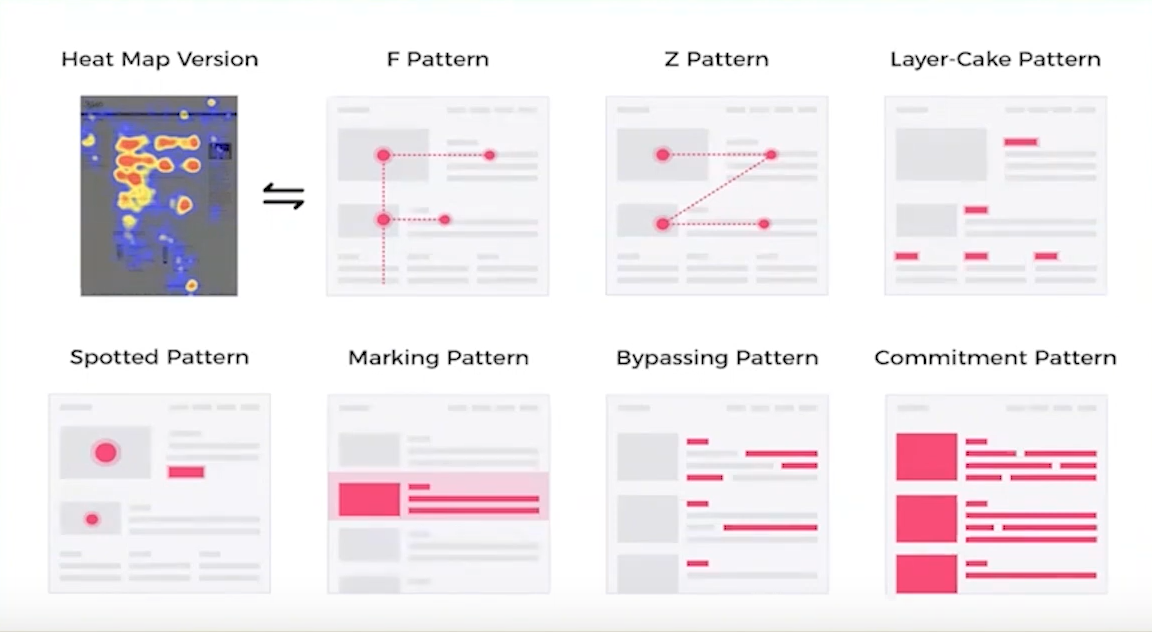 Heat Map Version
F Pattern
Z Pattern
Layer-Cake Pattern
Spotted Pattern
Marking Pattern
Bypassing Pattern
Commitment Pattern